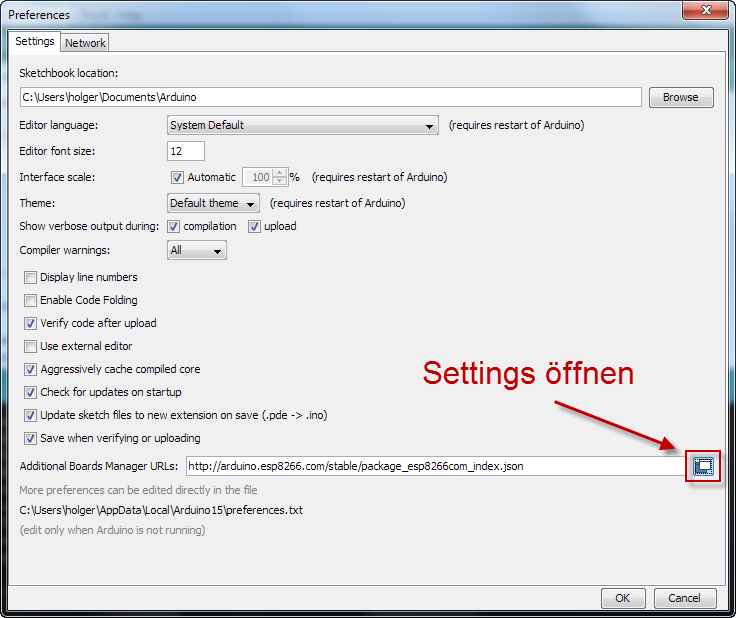 Preferences
Settings Network
Sketchbook location:
C:\Users\holger\Documents\Arduino Browse
Editor language: System Default (requires restart of Arduino)
Editor font size: 12
Interface scale: Automatic 100 % (requires restart of Arduino)
Theme: Default theme (requires restart of Arduino)
Show verbose output during: compilation upload
Compiler warnings: All
Display line numbers
Enable Code Folding
Verify code after upload
Use external editor
Aggressively cache compiled core
Settings öffnen
Check for updates on startup
Update sketch files to new extension on save (.pde -> .ino)
Save when verifying or uploading
Additional Boards Manager URLs: http://arduino.esp8266.com/stable/package_esp8266com_index.json
More preferences can be edited directly in the file
C:\Users\holger\AppData\Local\Arduino15\preferences.txt
(edit only when Arduino is not running)
OK Cancel